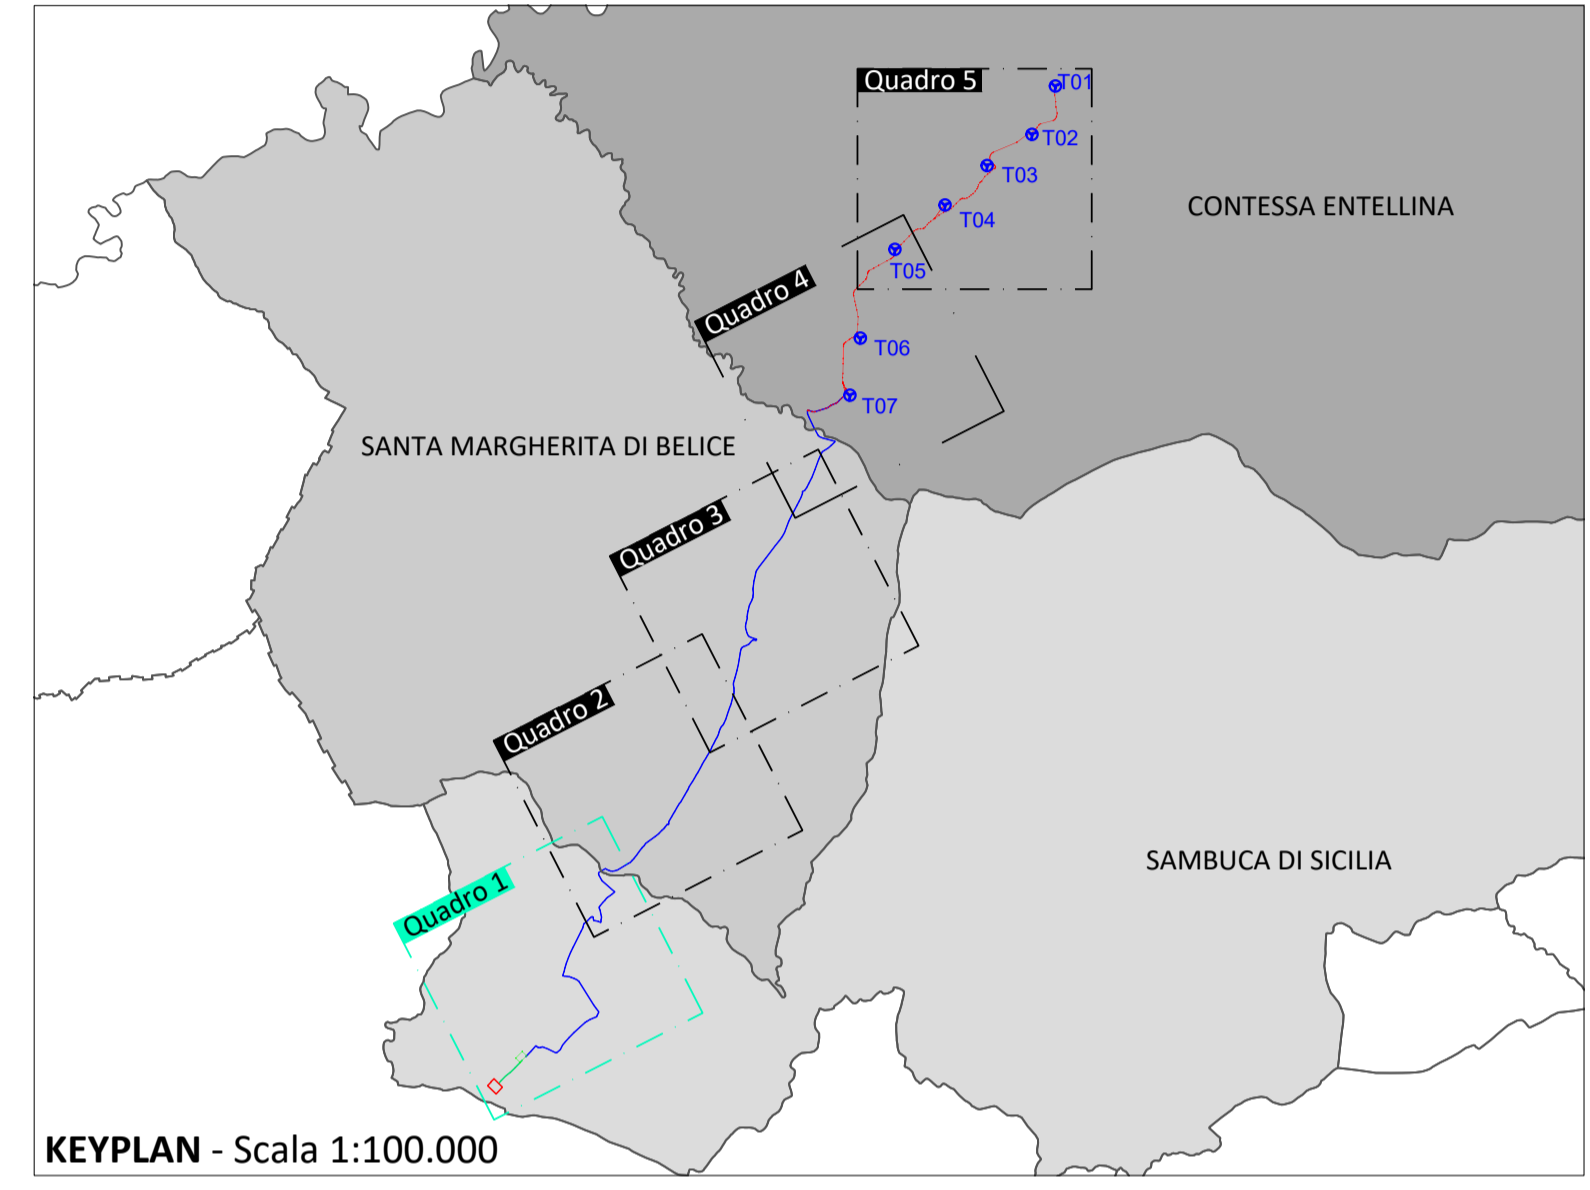 Quadro 5
T01
T02
T03
CONTESSA ENTELLINA
T04
T05
Quadro 4
T06
T07
SANTA MARGHERITA DI BELICE
Quadro 3
Quadro 2
SAMBUCA DI SICILIA
Quadro 1
KEYPLAN - Scala 1:100.000